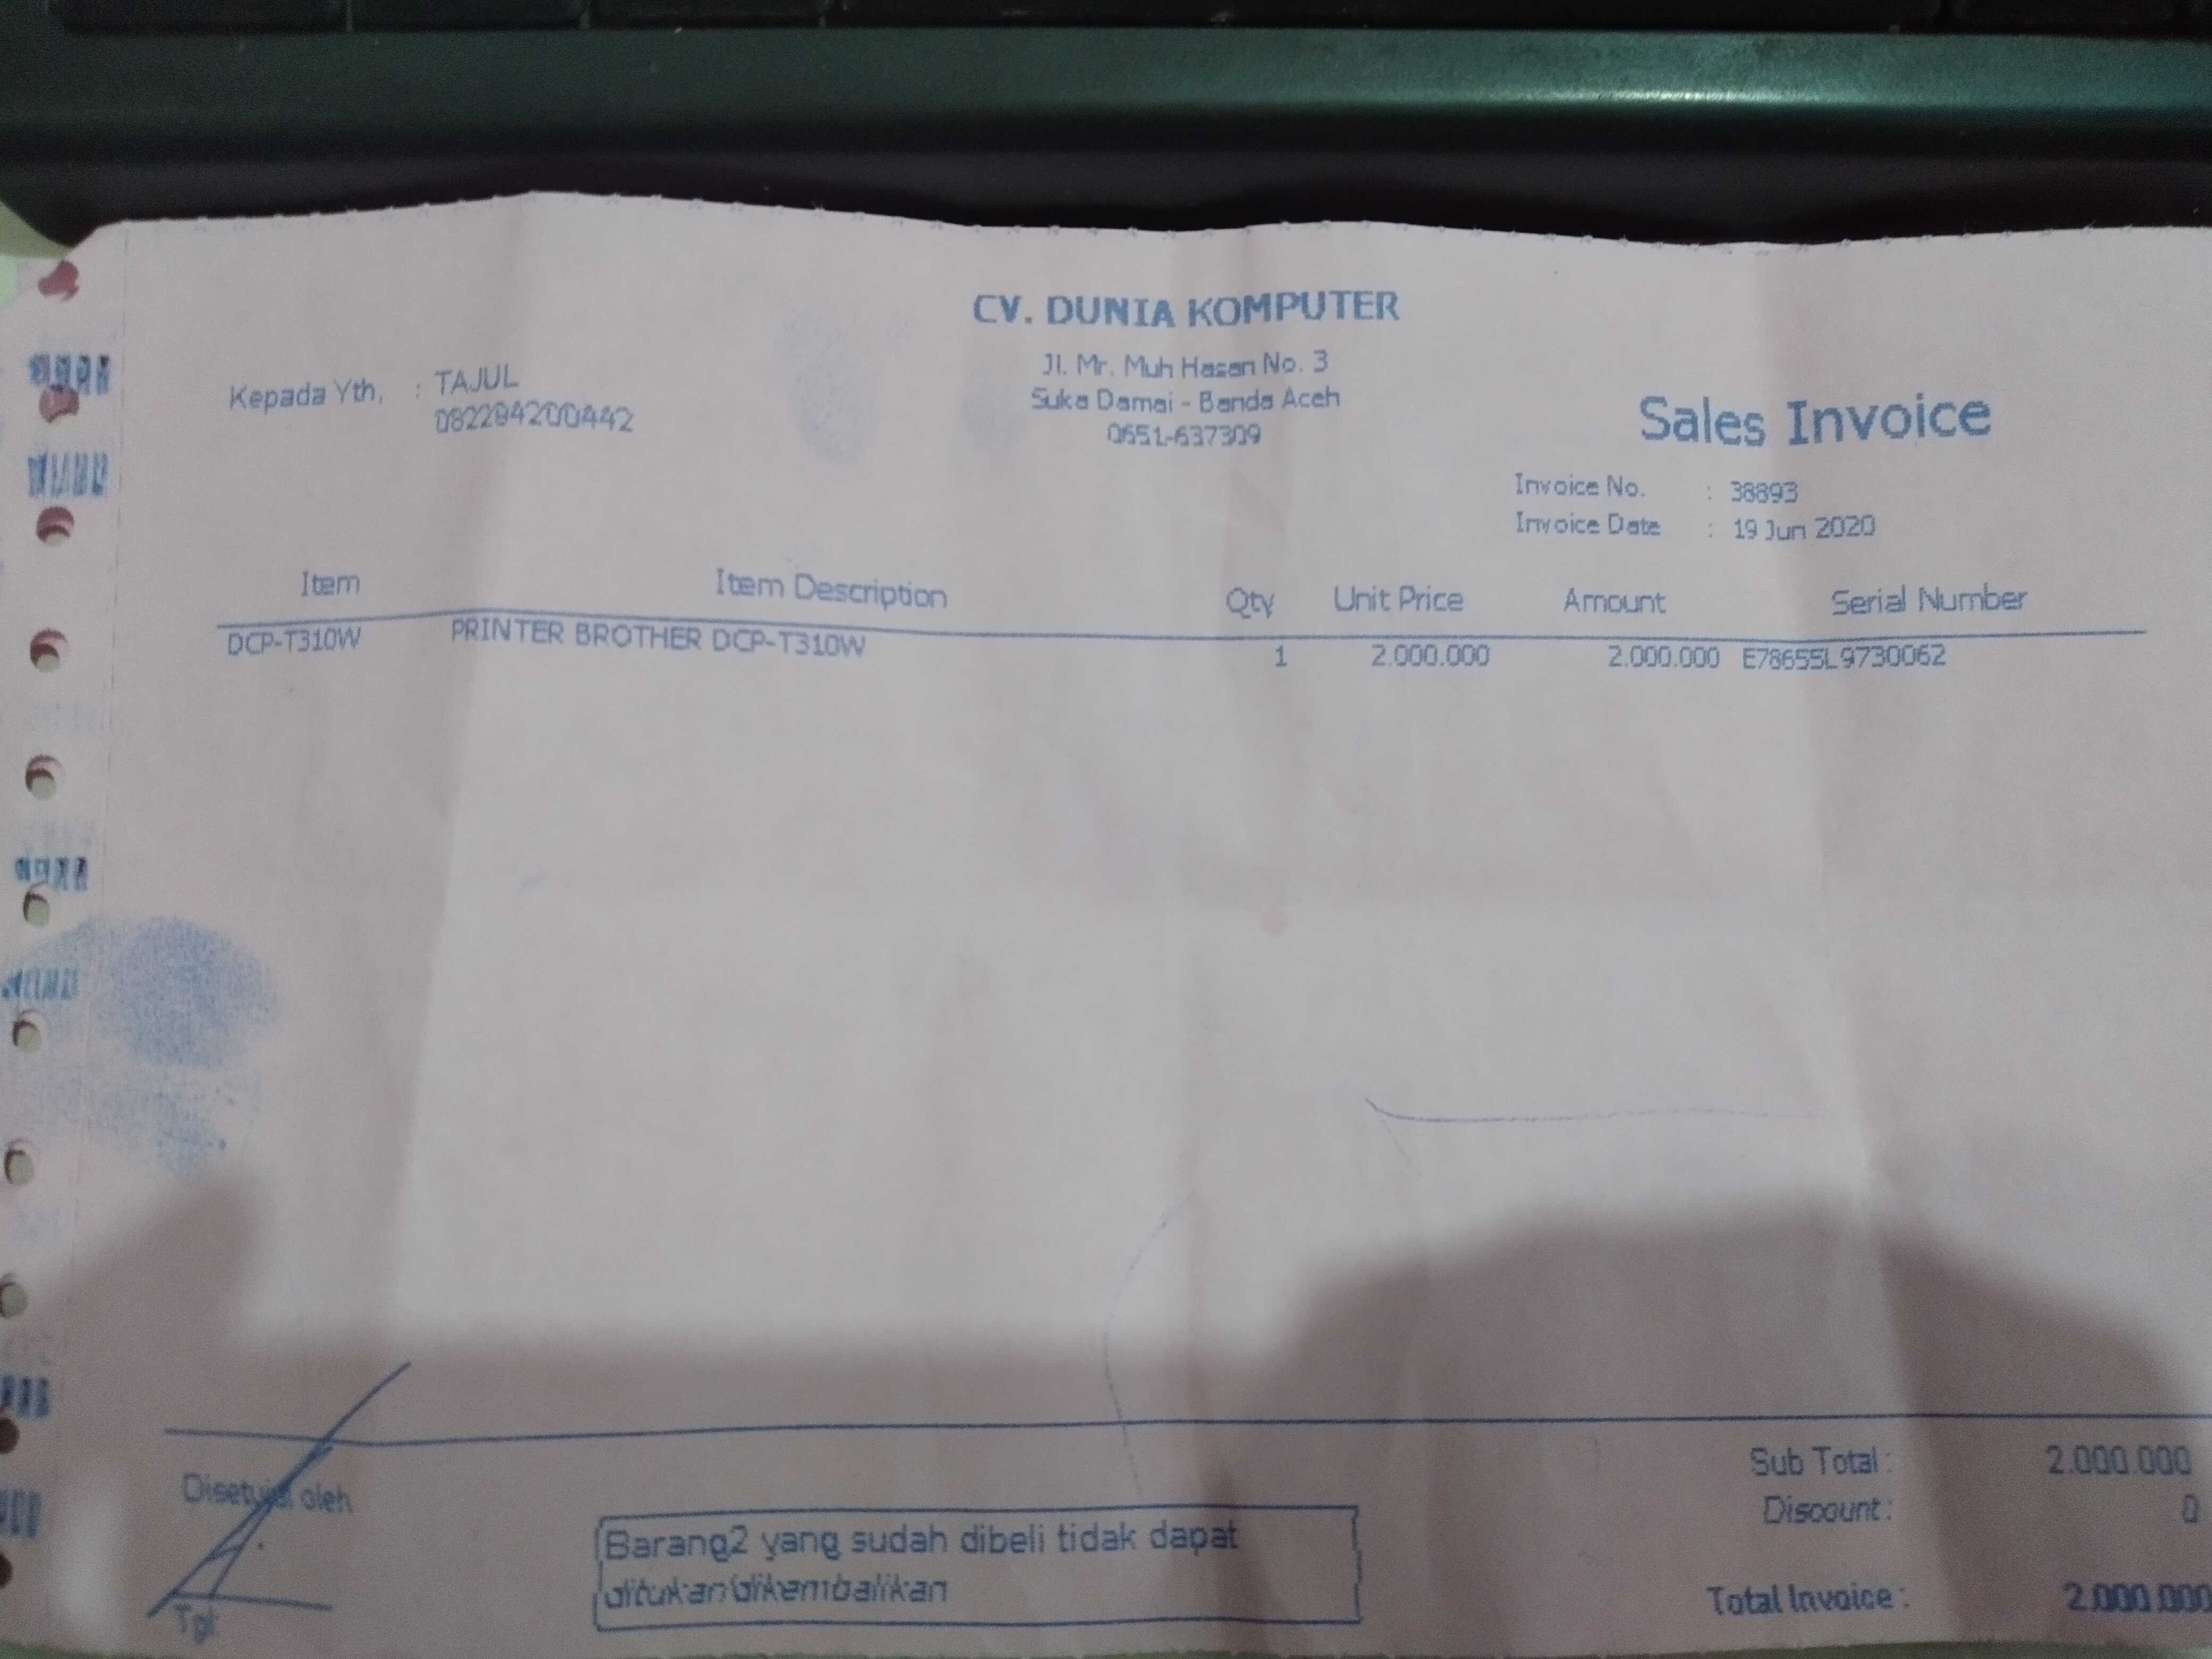 CV. DUNIA KOMPUTER
Jl. Mr. Muh Hasan No. 3
Suka Damai - Banda Aceh
0651-637309
Kepada Yth, : TAJUL
082294200442
Sales Invoice
Invoice No. : 38893
Invoice Date : 19 Jun 2020
Item Item Description Qty Unit Price Amount Serial Number
DCP-T310W PRINTER BROTHER DCP-T310W 1 2.000.000 2.000.000 E78655L9730062
Disetujui oleh
Tgl:
Barang2 yang sudah dibeli tidak dapat
ditukan/dikembalikan
Sub Total : 2.000.000
Discount : 0
Total Invoice : 2.000.000